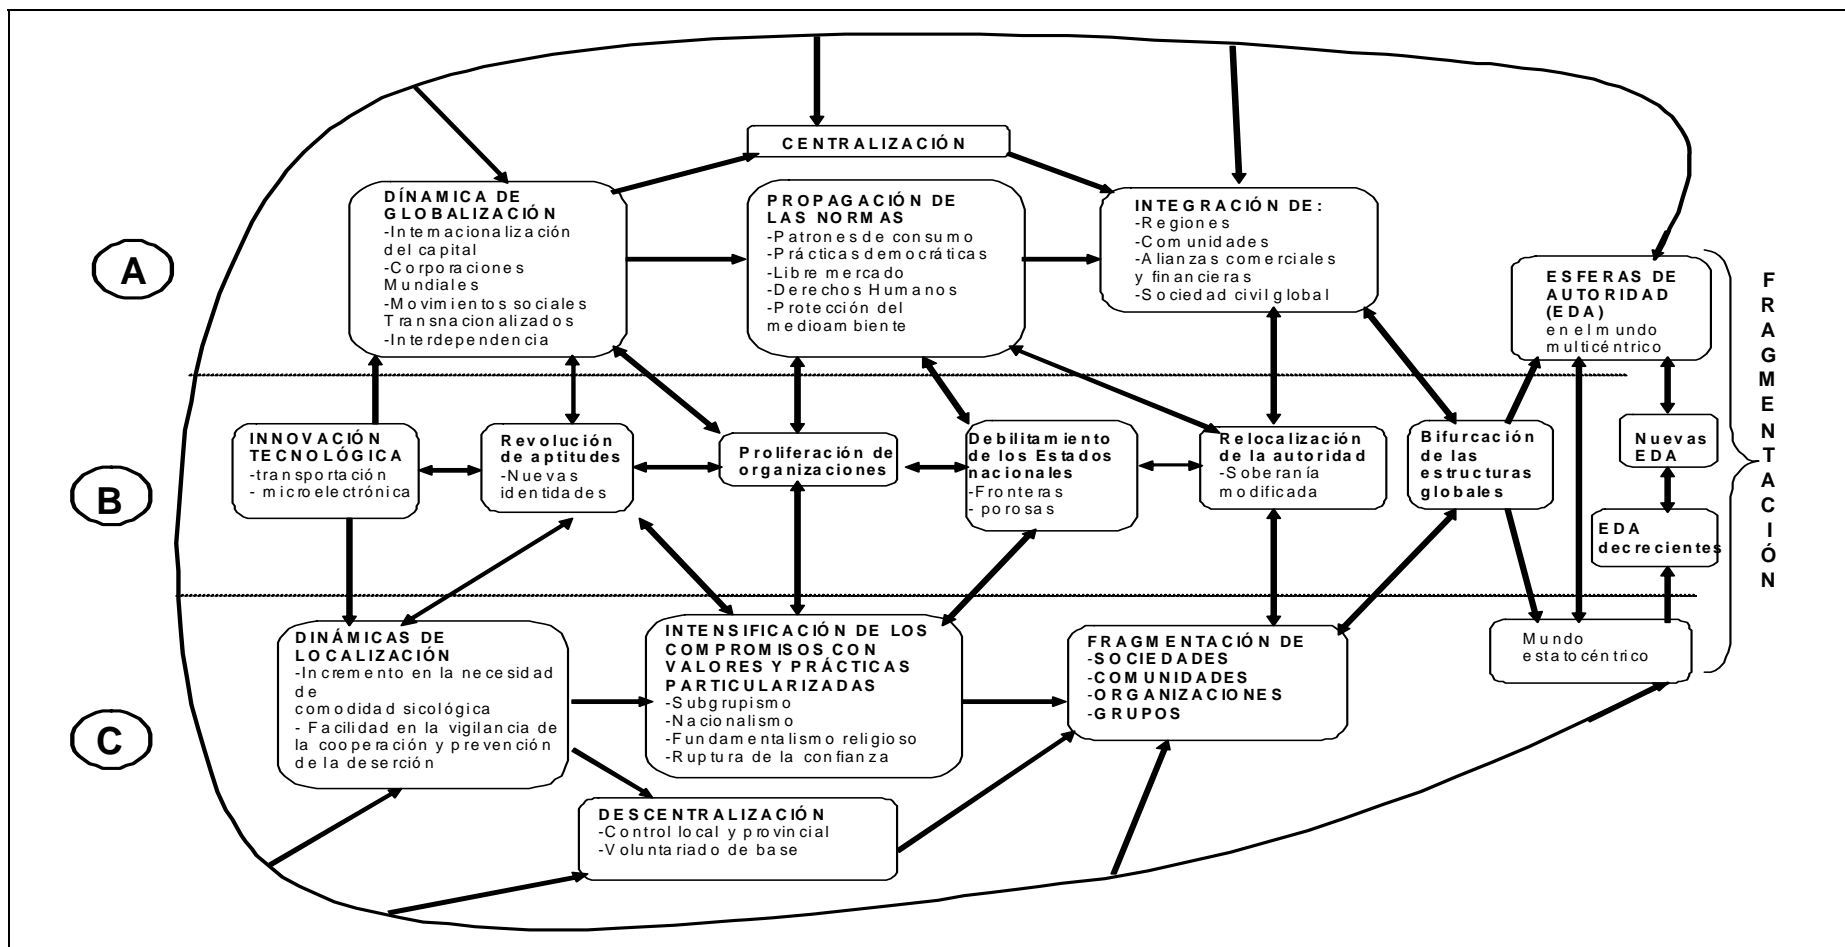 CENTRALIZACIÓN
A
DÍNAMICA DE
GLOBALIZACIÓN
-Internacionalización
del capital
-Corporaciones
Mundiales
-Movimientos sociales
Transnacionalizados
-Interdependencia
PROPAGACIÓN DE
LAS NORMAS
-Patrones de consumo
-Prácticas democráticas
-Libre mercado
-Derechos Humanos
-Protección del
medioambiente
INTEGRACIÓN DE:
-Regiones
-Comunidades
-Alianzas comerciales
y financieras
-Sociedad civil global
ESFERAS DE
AUTORIDAD
(EDA)
en el mundo
multicéntrico
FRAGMENTACIÓN
B
INNOVACIÓN
TECNOLÓGICA
-transportación
- microelectrónica
Revolución
de aptitudes
-Nuevas
identidades
Proliferación de
organizaciones
Debilitamiento
de los Estados
nacionales
-Fronteras
- porosas
Relocalización
de la autoridad
-Soberanía
modificada
Bifurcación
de las
estructuras
globales
Nuevas
EDA
EDA
decrecientes
C
DINÁMICAS DE
LOCALIZACIÓN
-Incremento en la necesidad
de
comodidad sicológica
- Facilidad en la vigilancia de
la cooperación y prevención
de la deserción
INTENSIFICACIÓN DE LOS
COMPROMISOS CON
VALORES Y PRÁCTICAS
PARTICULARIZADAS
-Subgrupismo
-Nacionalismo
-Fundamentalismo religioso
-Ruptura de la confianza
FRAGMENTACIÓN DE
-SOCIEDADES
-COMUNIDADES
-ORGANIZACIONES
-GRUPOS
Mundo
estatocéntrico
DESCENTRALIZACIÓN
-Control local y provincial
-Voluntariado de base